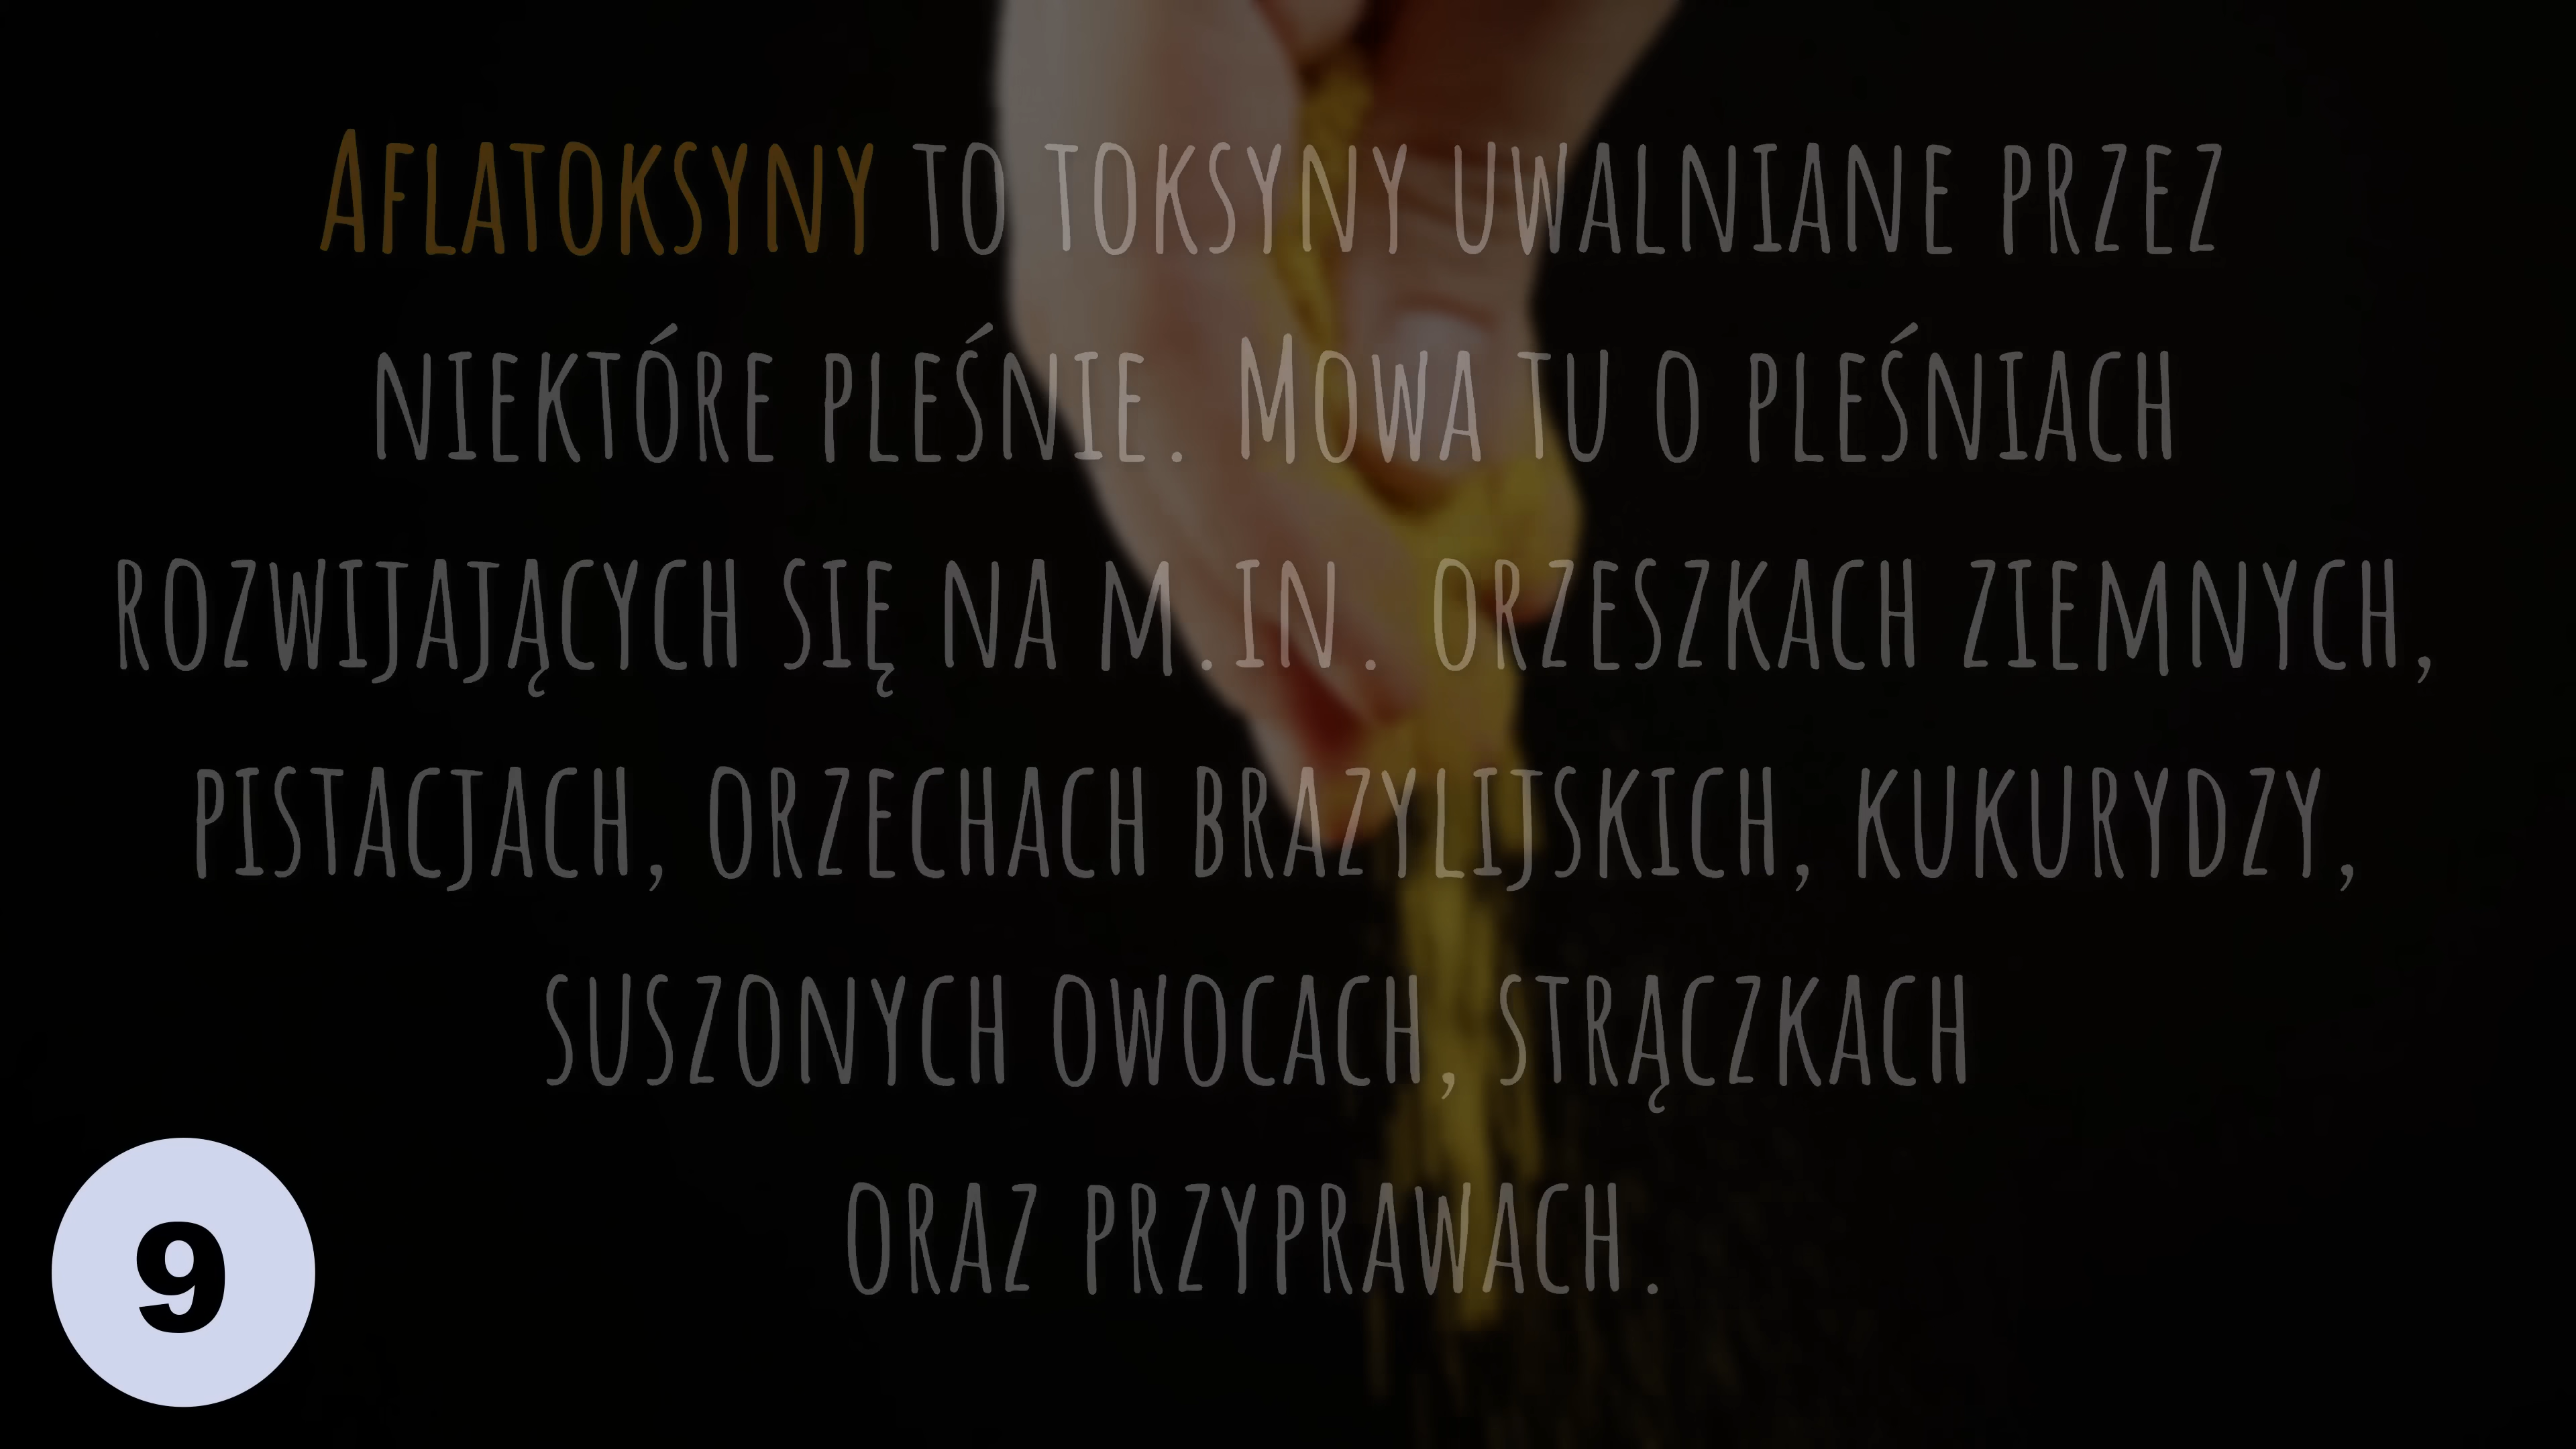 Aflatoksyny to toksyny uwalniane przez
niektóre pleśnie. Mowa tu o pleśniach
rozwijających się na m.in. orzeszkach ziemnych,
pistacjach, orzechach brazylijskich, kukurydzy,
suszonych owocach, strączkach
oraz przyprawach.
9